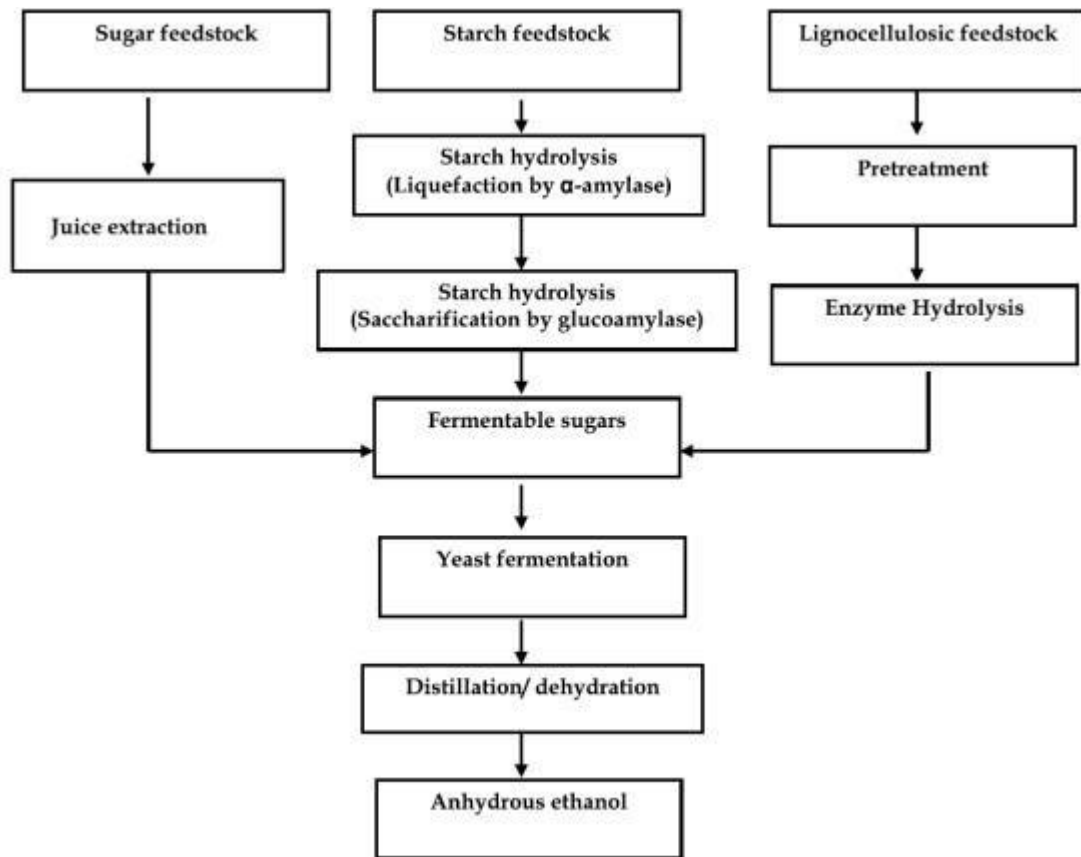 Sugar feedstock
Starch feedstock
Lignocellulosic feedstock
Starch hydrolysis
(Liquefaction by α-amylase)
Pretreatment
Juice extraction
Starch hydrolysis
(Saccharification by glucoamylase)
Enzyme Hydrolysis
Fermentable sugars
Yeast fermentation
Distillation/ dehydration
Anhydrous ethanol